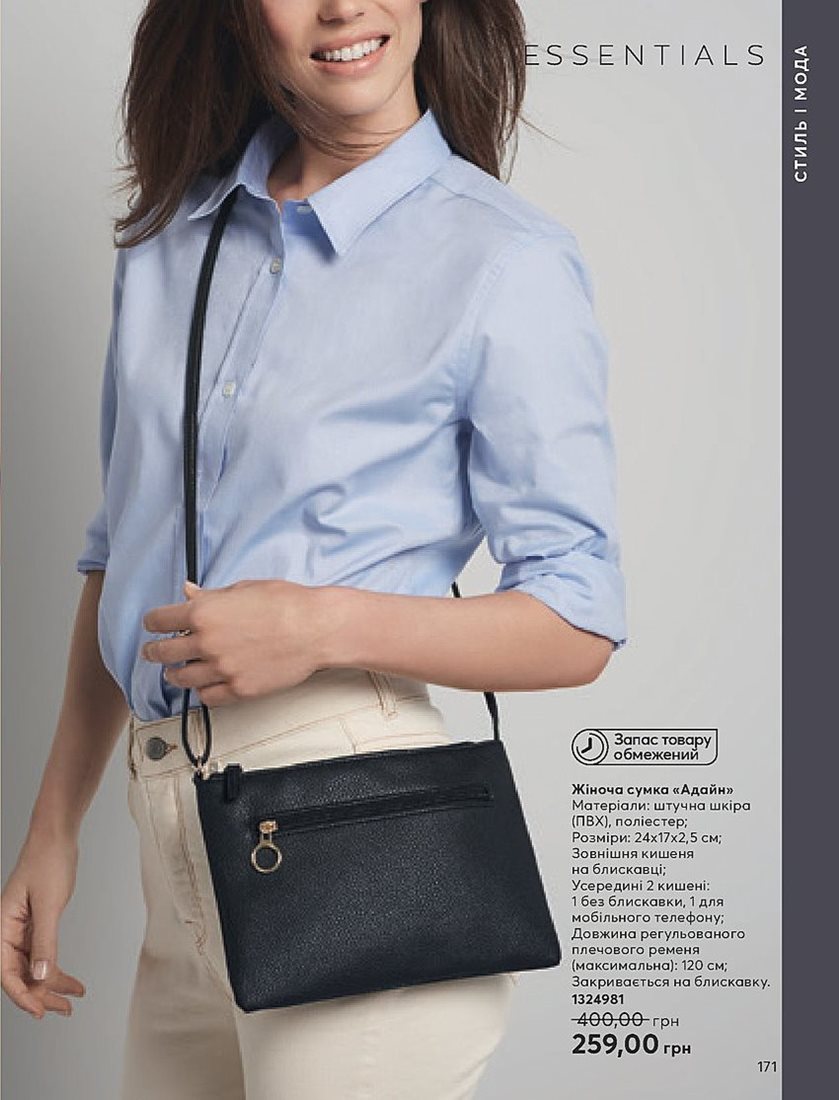 ESSENTIALS
СТИЛЬ | МОДА
Запас товару
обмежений
Жіноча сумка «Адайн»
Матеріали: штучна шкіра
(ПВХ), поліестер;
Розміри: 24х17х2,5 см;
Зовнішня кишеня
на блискавці;
Усередині 2 кишені:
1 без блискавки, 1 для
мобільного телефону;
Довжина регульованого
плечового ременя
(максимальна): 120 см;
Закривається на блискавку.
1324981
400,00 грн
259,00 грн
171